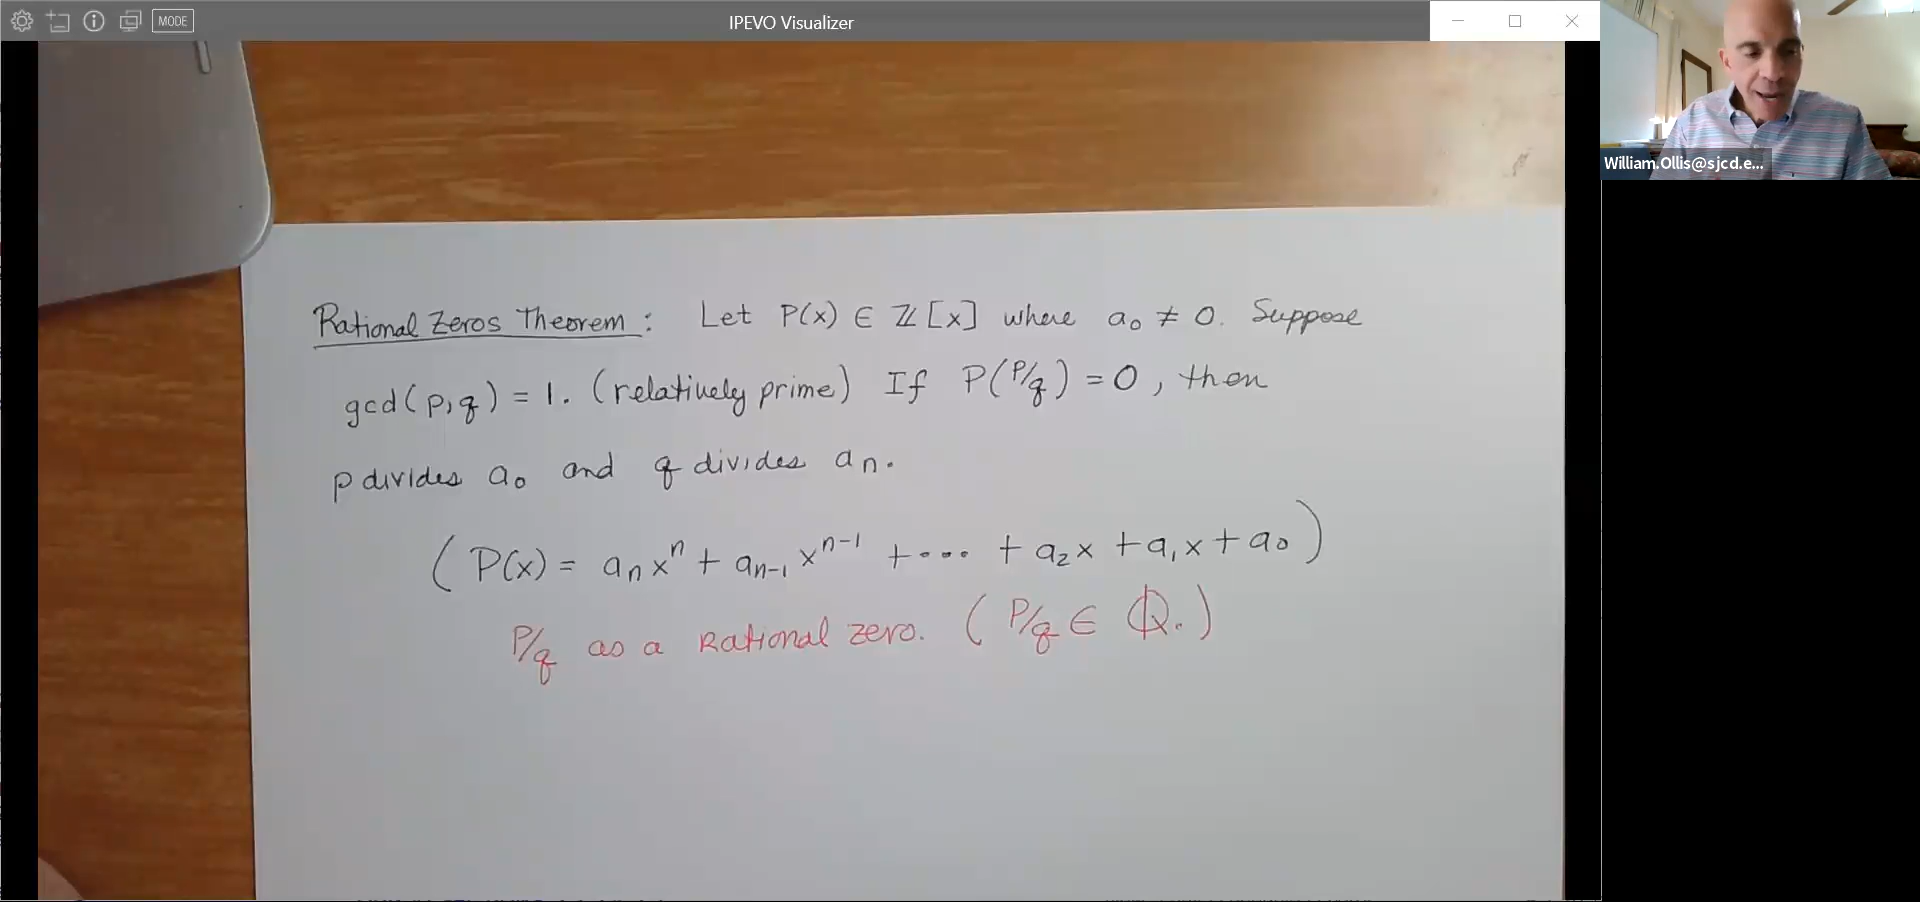 MODE
IPEVO Visualizer
William.Ollis@sjcd.e...
Rational Zeros Theorem: Let P(x) ∈ ℤ[x] where a₀ ≠ 0. Suppose
gcd(p,q) = 1. (relatively prime) If P(p/q) = 0, then
p divides a₀ and q divides aₙ.
(P(x) = aₙxⁿ + aₙ₋₁xⁿ⁻¹ + .... + a₂x + a₁x + a₀)
P/q as a Rational zero. (P/q ∈ ℚ.)